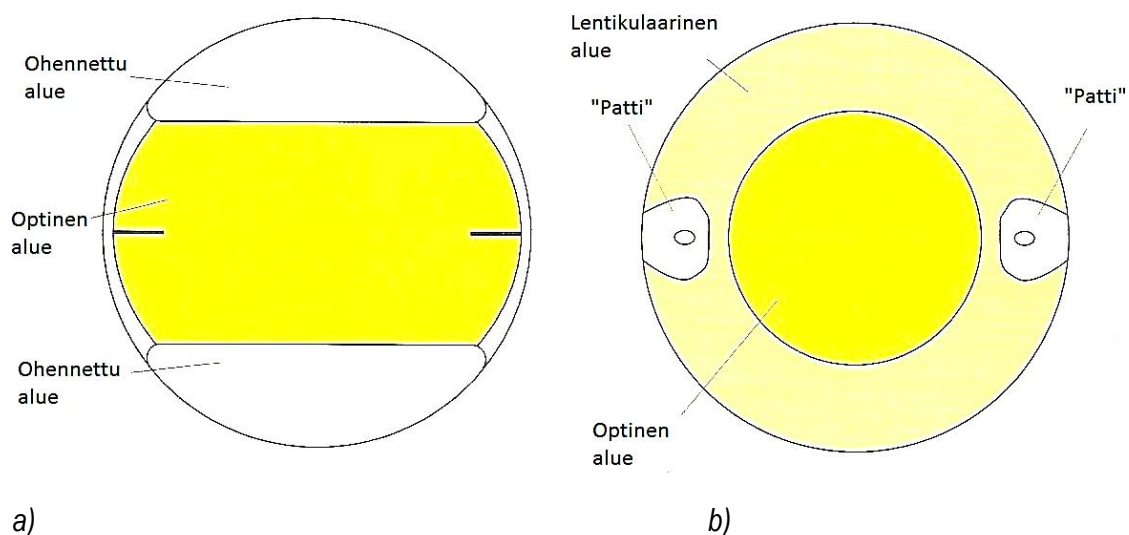 Ohennettu
alue
Optinen
alue
Ohennettu
alue
a)
Lentikulaarinen
alue
"Patti"
"Patti"
Optinen
alue
b)